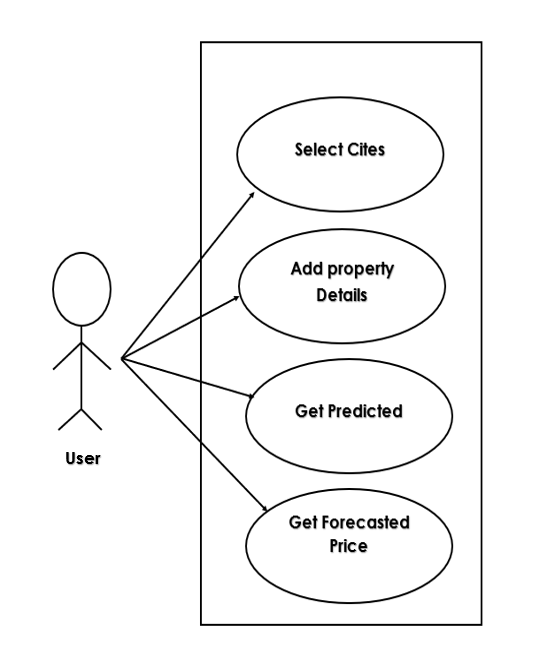 Select Cites
Add property
Details
Get Predicted
Get Forecasted
Price
User